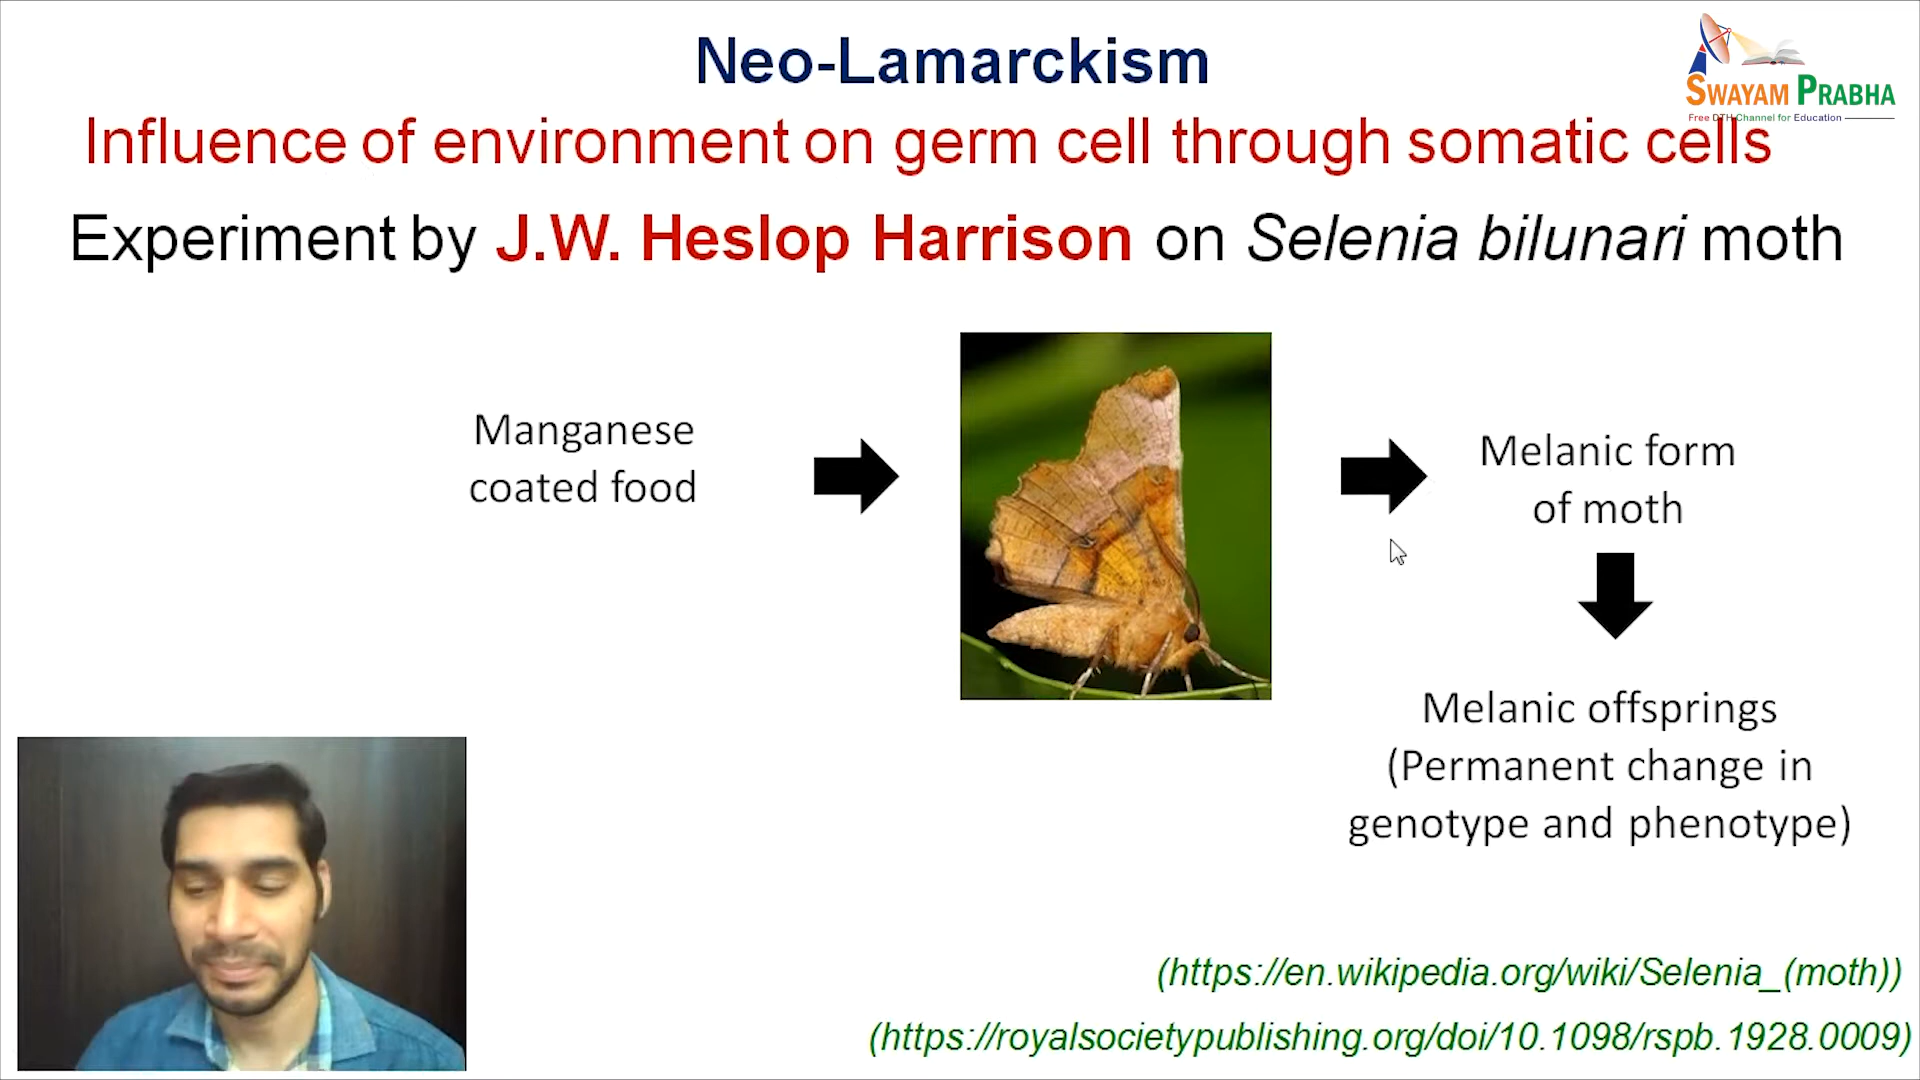 Neo-Lamarckism
SWAYAM PRABHA
Free DTH Channel for Education
Influence of environment on germ cell through somatic cells
Experiment by J.W. Heslop Harrison on Selenia bilunari moth
Manganese
coated food
Melanic form
of moth
Melanic offsprings
(Permanent change in
genotype and phenotype)
(https://en.wikipedia.org/wiki/Selenia_(moth))
(https://royalsocietypublishing.org/doi/10.1098/rspb.1928.0009)